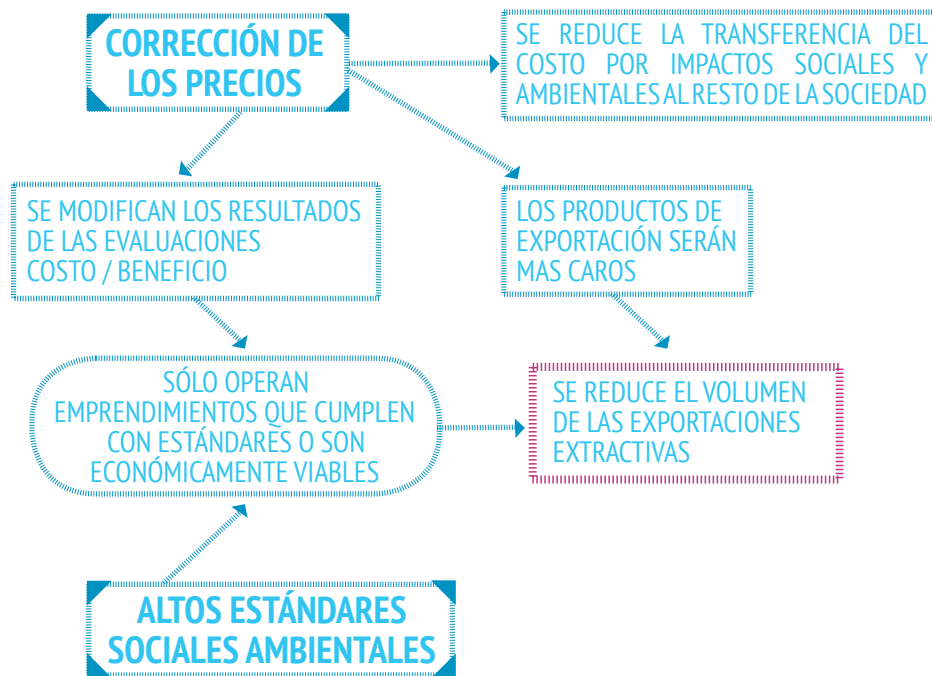 CORRECCIÓN DE
LOS PRECIOS
SE REDUCE LA TRANSFERENCIA DEL
COSTO POR IMPACTOS SOCIALES Y
AMBIENTALES AL RESTO DE LA SOCIEDAD
SE MODIFICAN LOS RESULTADOS
DE LAS EVALUACIONES
COSTO / BENEFICIO
LOS PRODUCTOS DE
EXPORTACIÓN SERÁN
MAS CAROS
SÓLO OPERAN
EMPRENDIMIENTOS QUE CUMPLEN
CON ESTÁNDARES O SON
ECONÓMICAMENTE VIABLES
SE REDUCE EL VOLUMEN
DE LAS EXPORTACIONES
EXTRACTIVAS
ALTOS ESTÁNDARES
SOCIALES AMBIENTALES